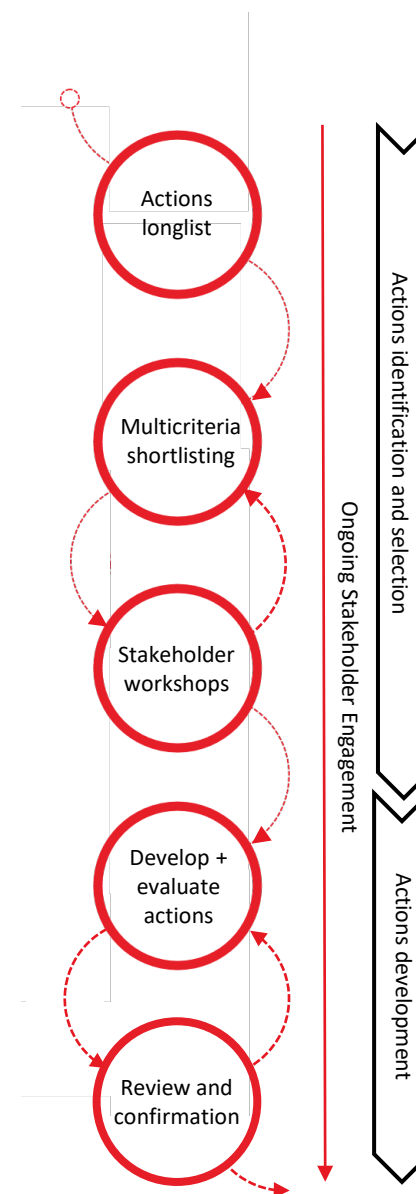 Actions
longlist
Multicriteria
shortlisting
Stakeholder
workshops
Develop +
evaluate
actions
Review and
confirmation
Ongoing Stakeholder Engagement
Actions identification and selection
Actions development